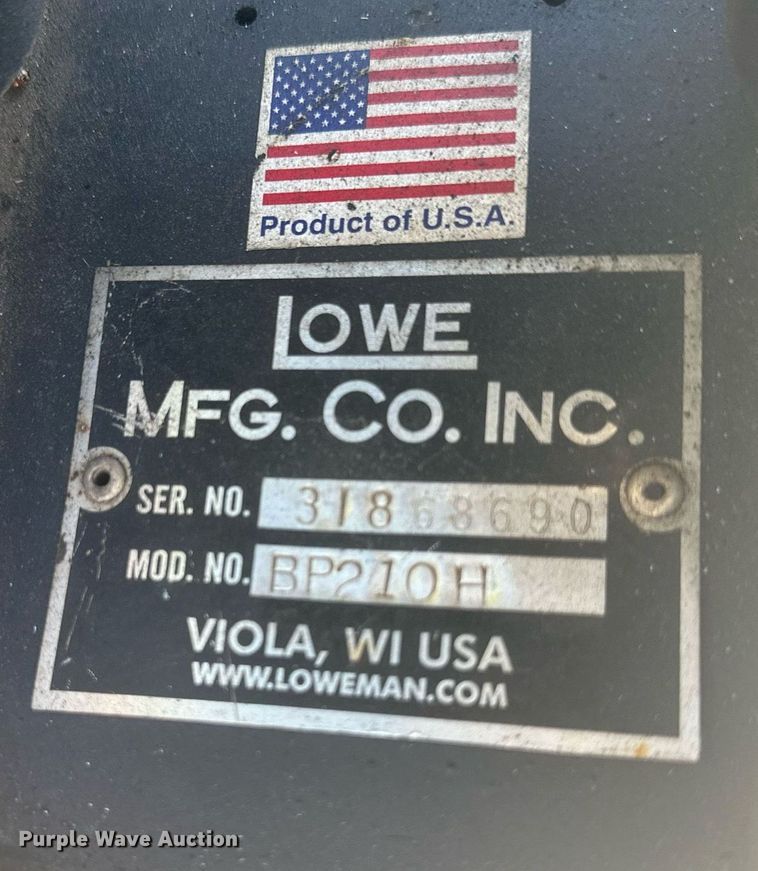 Product of U.S.A.
LOWE
MFG. CO. INC.
SER. NO. 31868690
MOD. NO. BP210H
VIOLA, WI USA
WWW.LOWEMAN.COM
Purple Wave Auction